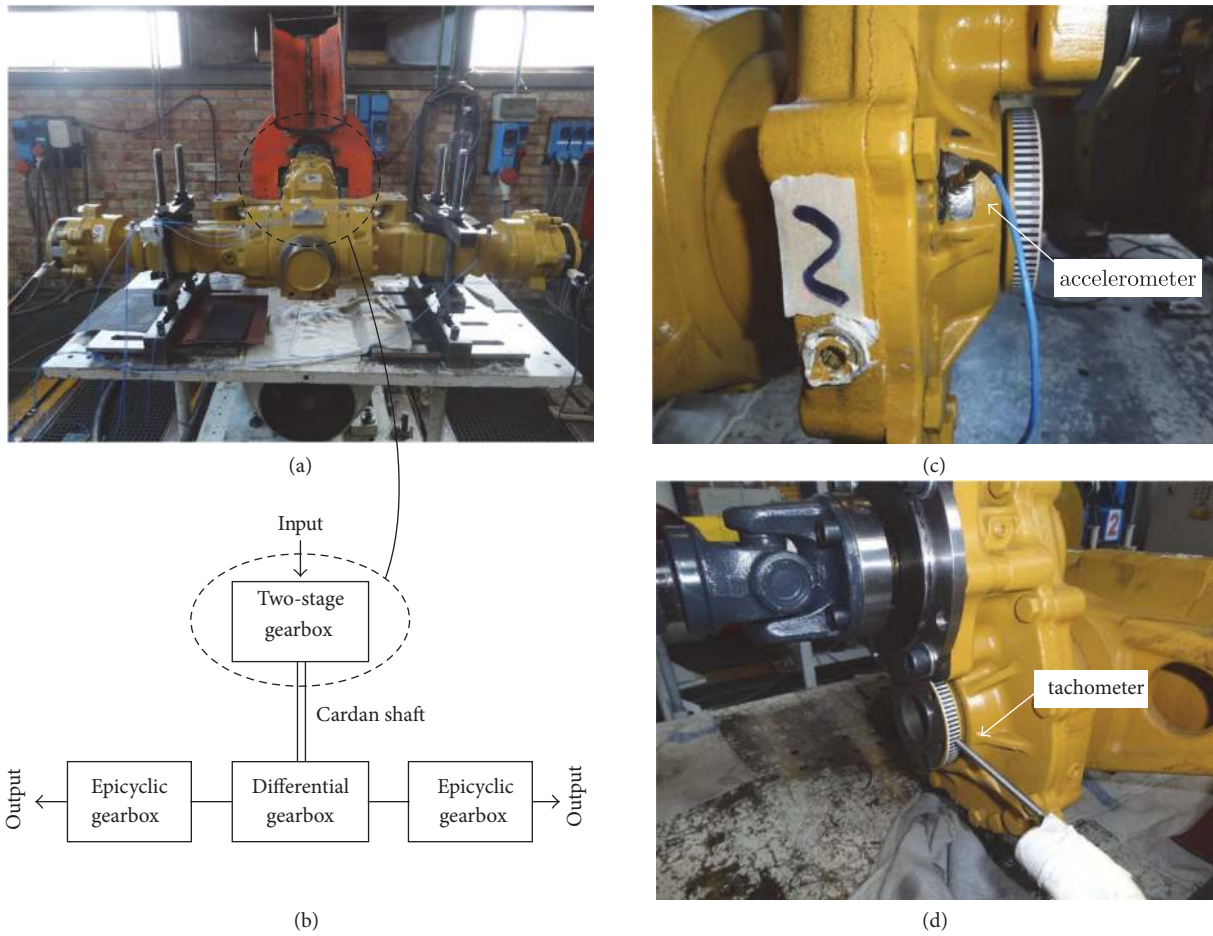 (a)
Input
Two-stage
gearbox
Cardan shaft
Output
Epicyclic
gearbox
Differential
gearbox
Epicyclic
gearbox
Output
(b)
accelerometer
(c)
2
tachometer
(d)